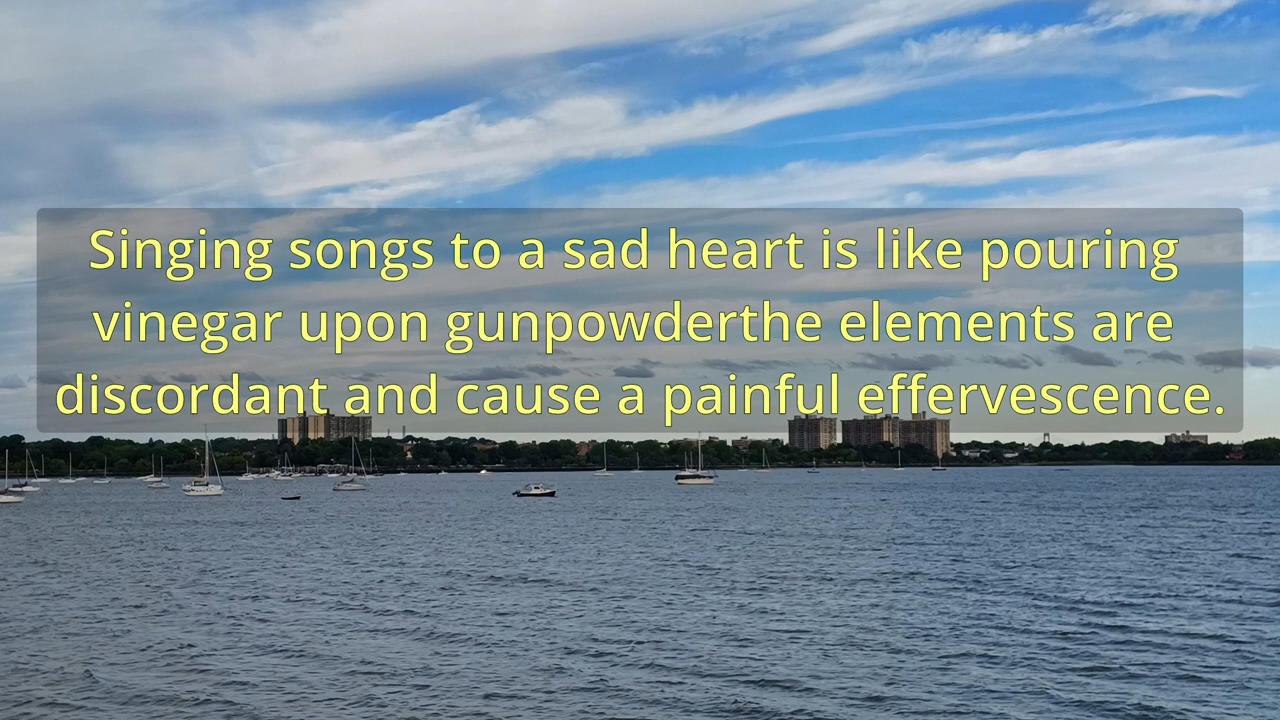 Singing songs to a sad heart is like pouring
vinegar upon gunpowderthe elements are
discordant and cause a painful effervescence.